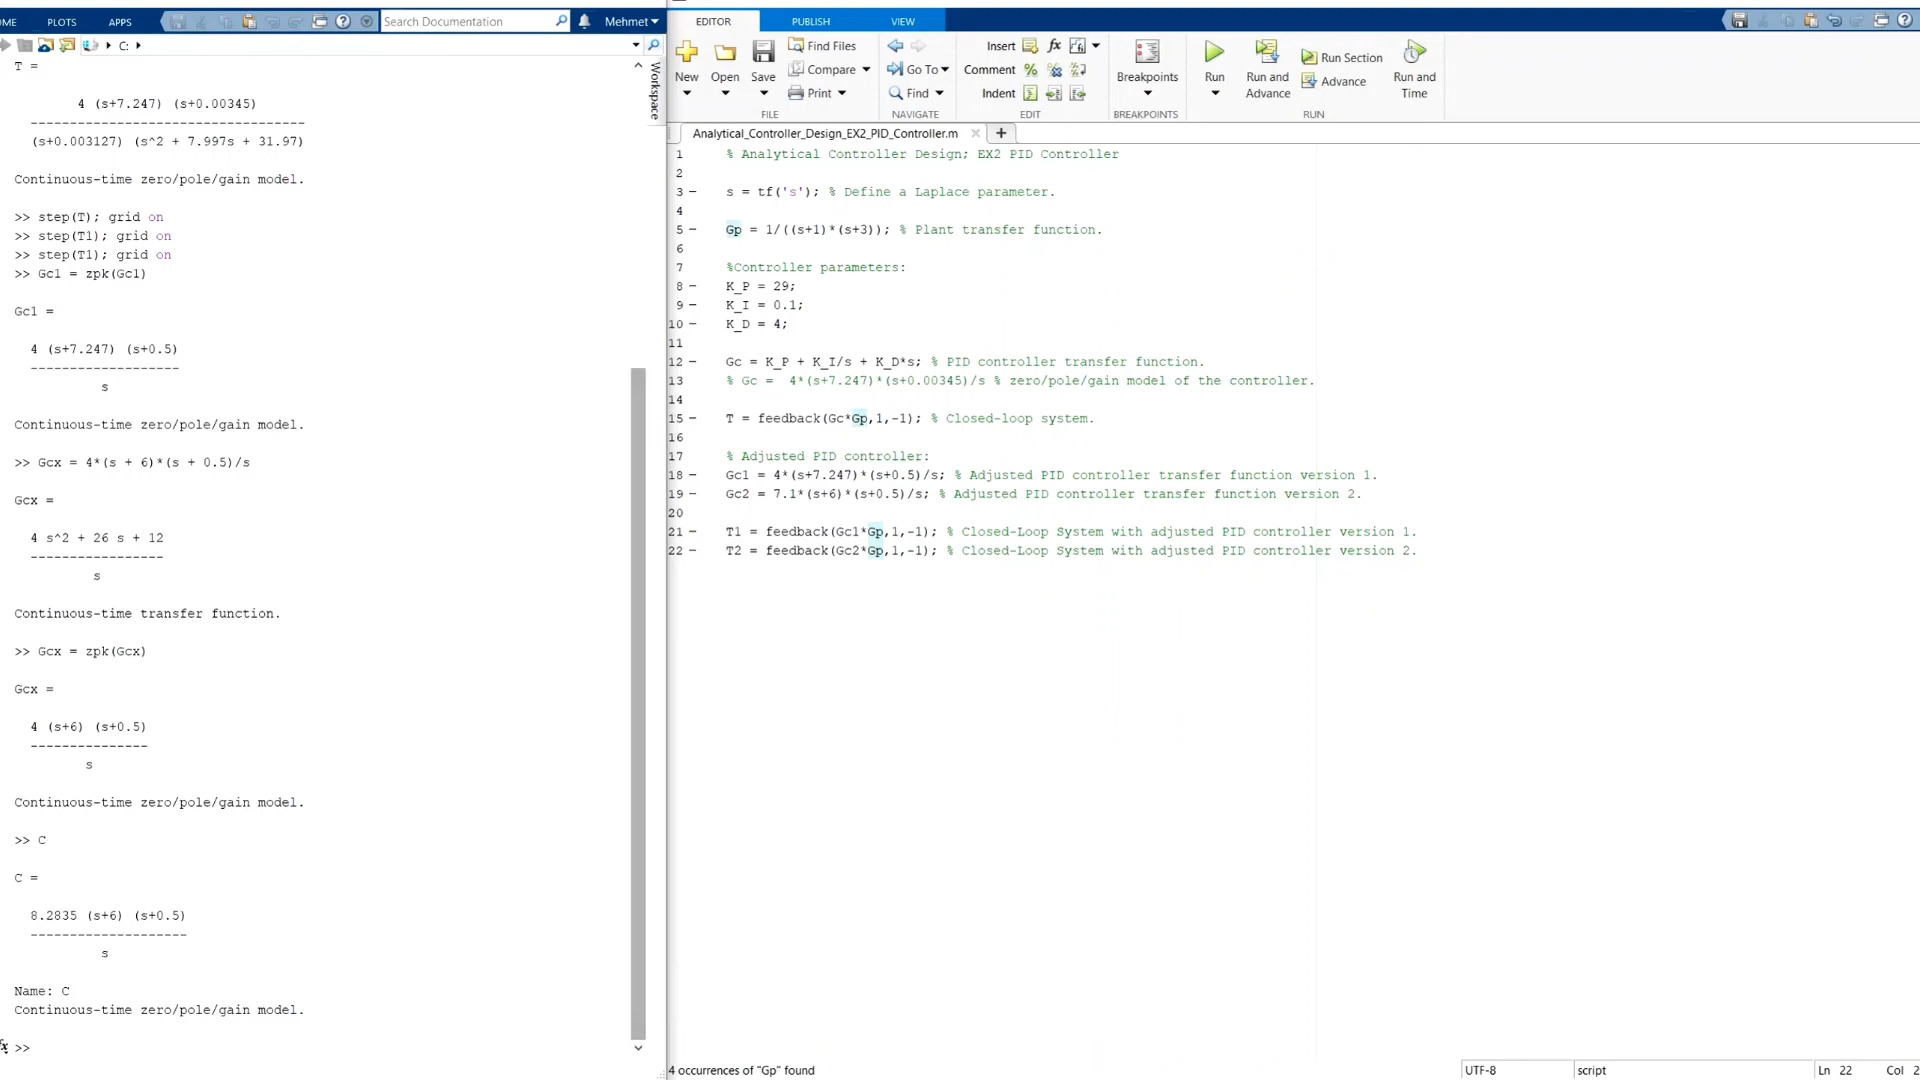 OME PLOTS APPS Search Documentation Mehmet
C:
Workspace
T =
4 (s+7.247) (s+0.00345)
-----------------------------------
(s+0.003127) (s^2 + 7.997s + 31.97)
Continuous-time zero/pole/gain model.
>> step(T); grid on
>> step(T1); grid on
>> step(T1); grid on
>> Gc1 = zpk(Gc1)
Gc1 =
4 (s+7.247) (s+0.5)
-------------------
s
Continuous-time zero/pole/gain model.
>> Gcx = 4*(s + 6)*(s + 0.5)/s
Gcx =
4 s^2 + 26 s + 12
-----------------
s
Continuous-time transfer function.
>> Gcx = zpk(Gcx)
Gcx =
4 (s+6) (s+0.5)
---------------
s
Continuous-time zero/pole/gain model.
>> C
C =
8.2835 (s+6) (s+0.5)
--------------------
s
Name: C
Continuous-time zero/pole/gain model.
fx >>
EDITOR PUBLISH VIEW
New Open Save Find Files Compare Print
FILE
Go To Find
NAVIGATE
Insert fx
Comment %
Indent
EDIT
Breakpoints
BREAKPOINTS
Run Run and Advance Run Section Advance Run and Time
RUN
Analytical_Controller_Design_EX2_PID_Controller.m × +
1 % Analytical Controller Design; EX2 PID Controller
2
3 – s = tf('s'); % Define a Laplace parameter.
4
5 – Gp = 1/((s+1)*(s+3)); % Plant transfer function.
6
7 %Controller parameters:
8 – K_P = 29;
9 – K_I = 0.1;
10 – K_D = 4;
11
12 – Gc = K_P + K_I/s + K_D*s; % PID controller transfer function.
13 % Gc =  4*(s+7.247)*(s+0.00345)/s % zero/pole/gain model of the controller.
14
15 – T = feedback(Gc*Gp,1,-1); % Closed-loop system.
16
17 % Adjusted PID controller:
18 – Gc1 = 4*(s+7.247)*(s+0.5)/s; % Adjusted PID controller transfer function version 1.
19 – Gc2 = 7.1*(s+6)*(s+0.5)/s; % Adjusted PID controller transfer function version 2.
20
21 – T1 = feedback(Gc1*Gp,1,-1); % Closed-Loop System with adjusted PID controller version 1.
22 – T2 = feedback(Gc2*Gp,1,-1); % Closed-Loop System with adjusted PID controller version 2.
4 occurrences of "Gp" found UTF-8 script Ln 22 Col 2